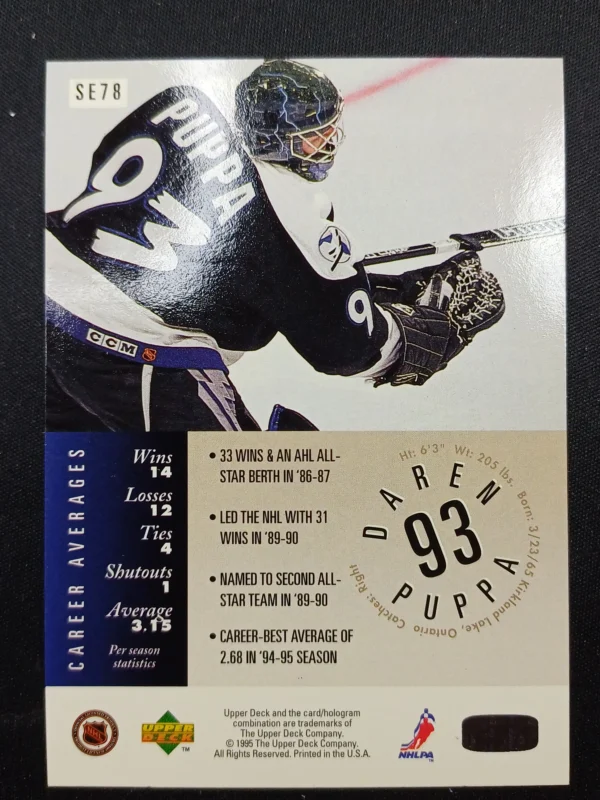 SE78
PUPPA
93
9
CCM
CAREER AVERAGES
Wins
14
Losses
12
Ties
4
Shutouts
1
Average
3.15
Per season
statistics
• 33 WINS & AN AHL ALL-
STAR BERTH IN '86-87
• LED THE NHL WITH 31
WINS IN '89-90
• NAMED TO SECOND ALL-
STAR TEAM IN '89-90
• CAREER-BEST AVERAGE OF
2.68 IN '94-95 SEASON
Ht: 6'3" Wt: 205 lbs. Born: 3/23/65 Kirkland Lake, Ontario Catches: Right
DAREN
93
PUPPA
NHL
UPPER
DECK
TM
Upper Deck and the card/hologram
combination are trademarks of
The Upper Deck Company.
© 1995 The Upper Deck Company.
All Rights Reserved. Printed in the U.S.A.
NHLPA
TM